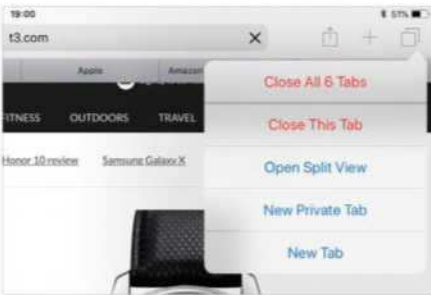 19:00
51%
t3.com
Apple
Amazon
Close All 6 Tabs
FITNESS OUTDOORS TRAVEL
Close This Tab
Honor 10 review Samsung Galaxy X
Open Split View
New Private Tab
New Tab